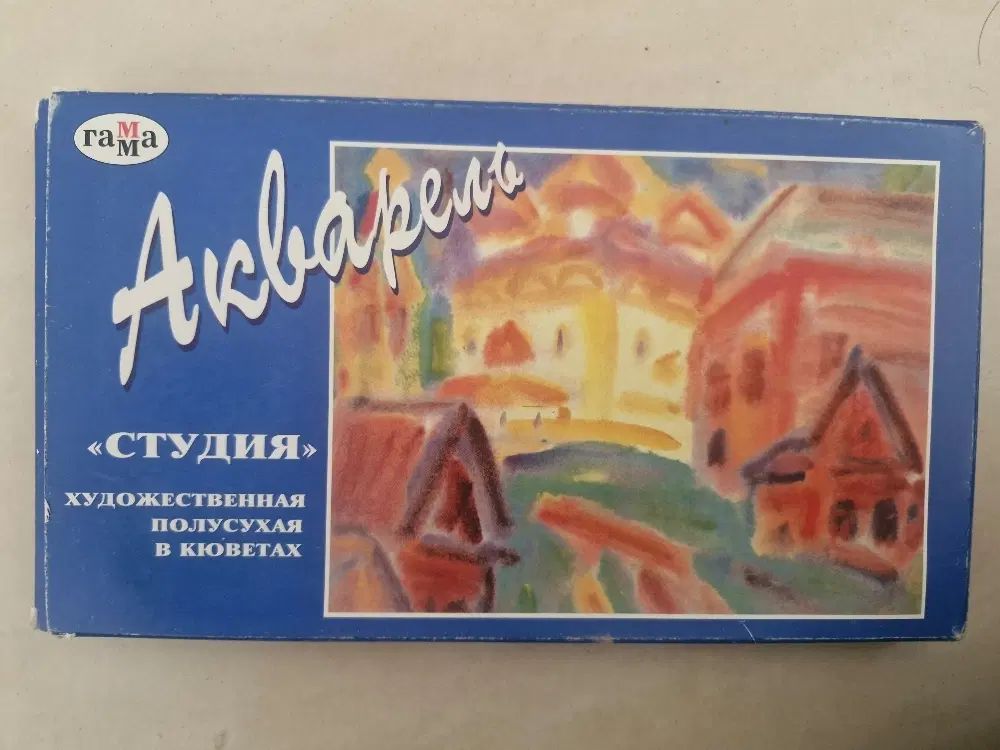 гамма
Акварель
«СТУДИЯ»
ХУДОЖЕСТВЕННАЯ
ПОЛУСУХАЯ
В КЮВЕТАХ